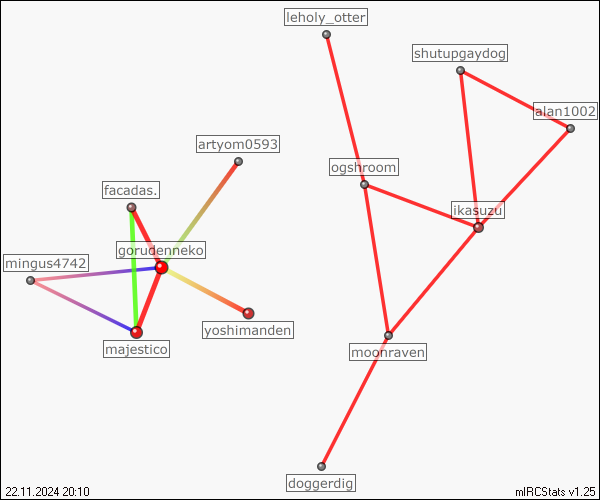 leholy_otter
shutupgaydog
alan1002
artyom0593
ogshroom
facadas.
ikasuzu
gorudenneko
mingus4742
yoshimanden
majestico
moonraven
doggerdig
22.11.2024 20:10
mIRCStats v1.25